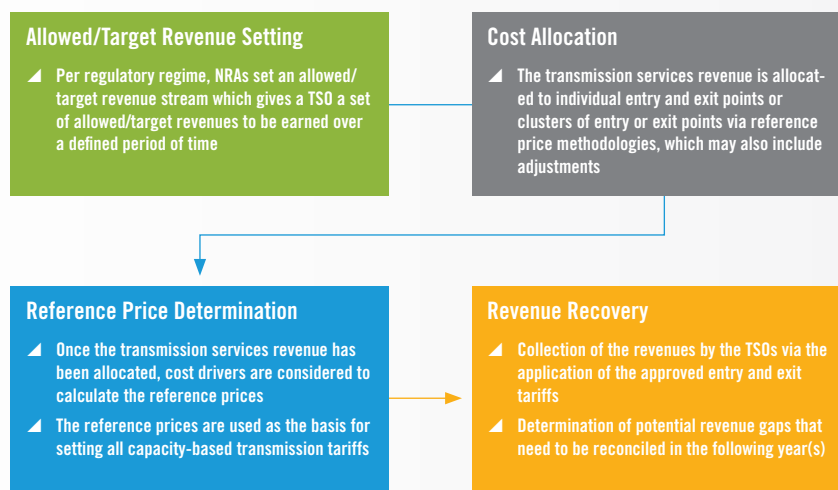 Allowed/Target Revenue Setting
Per regulatory regime, NRAs set an allowed/
target revenue stream which gives a TSO a set
of allowed/target revenues to be earned over
a defined period of time
Cost Allocation
The transmission services revenue is allocat-
ed to individual entry and exit points or
clusters of entry or exit points via reference
price methodologies, which may also include
adjustments
Reference Price Determination
Once the transmission services revenue has
been allocated, cost drivers are considered to
calculate the reference prices
The reference prices are used as the basis for
setting all capacity-based transmission tariffs
Revenue Recovery
Collection of the revenues by the TSOs via the
application of the approved entry and exit
tariffs
Determination of potential revenue gaps that
need to be reconciled in the following year(s)